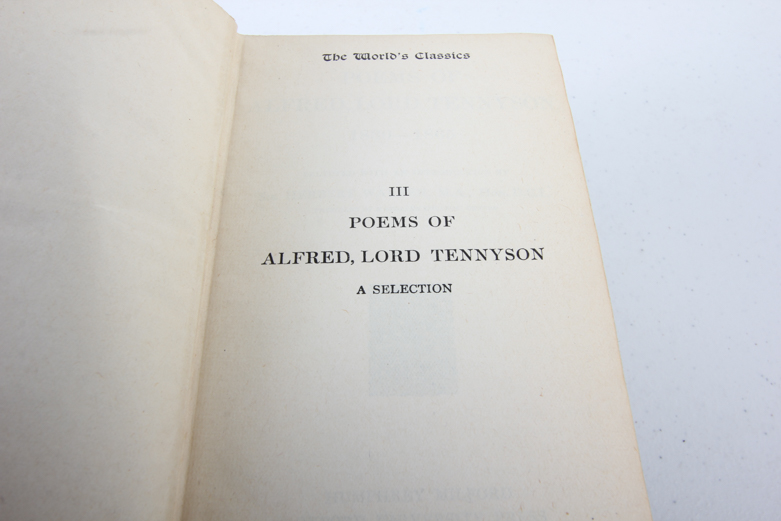 The World's Classics
III
POEMS OF
ALFRED, LORD TENNYSON
A SELECTION